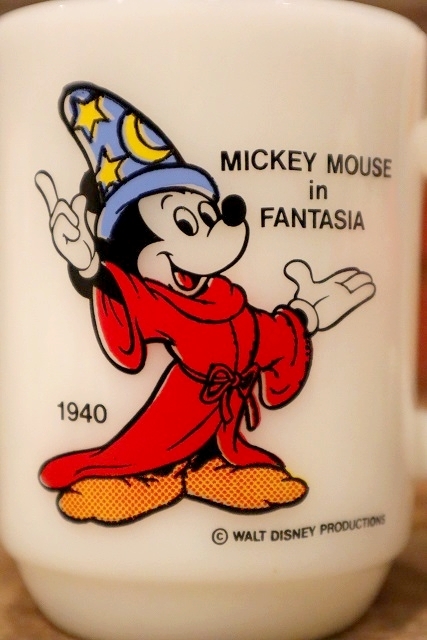 MICKEY MOUSE
in
FANTASIA
1940
© WALT DISNEY PRODUCTIONS